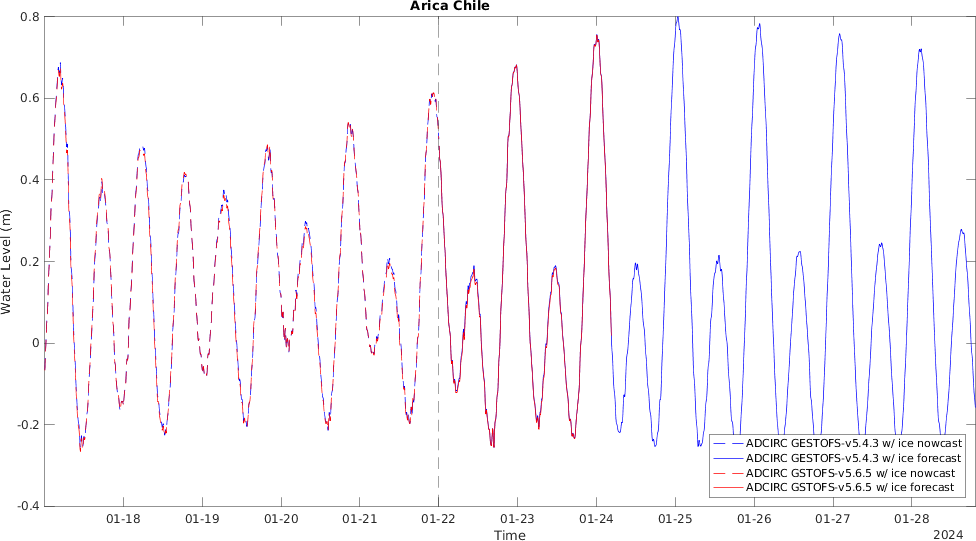 Arica Chile
0.8
0.6
0.4
0.2
0
-0.2
-0.4
Water Level (m)
01-18 01-19 01-20 01-21 01-22 01-23 01-24 01-25 01-26 01-27 01-28
Time
2024
ADCIRC GESTOFS-v5.4.3 w/ ice nowcast
ADCIRC GESTOFS-v5.4.3 w/ ice forecast
ADCIRC GSTOFS-v5.6.5 w/ ice nowcast
ADCIRC GSTOFS-v5.6.5 w/ ice forecast